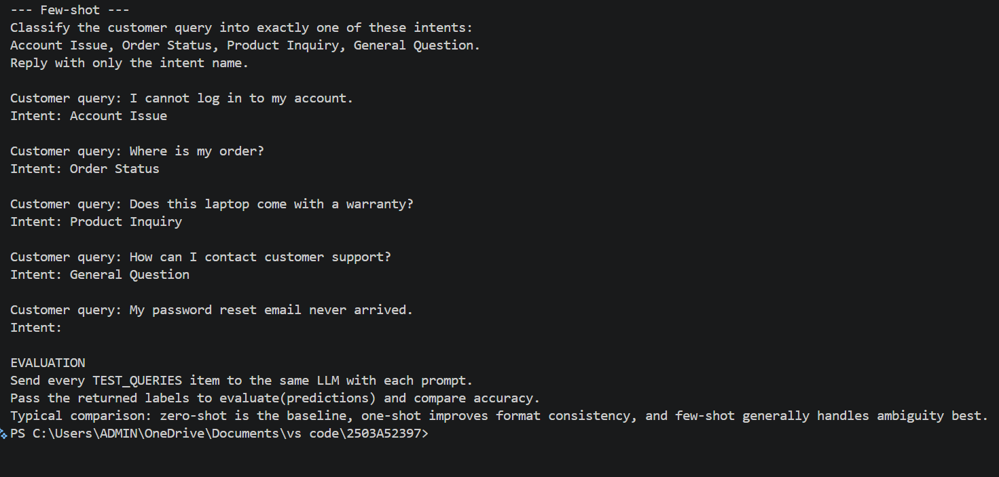 --- Few-shot ---
Classify the customer query into exactly one of these intents:
Account Issue, Order Status, Product Inquiry, General Question.
Reply with only the intent name.
Customer query: I cannot log in to my account.
Intent: Account Issue
Customer query: Where is my order?
Intent: Order Status
Customer query: Does this laptop come with a warranty?
Intent: Product Inquiry
Customer query: How can I contact customer support?
Intent: General Question
Customer query: My password reset email never arrived.
Intent:
EVALUATION
Send every TEST_QUERIES item to the same LLM with each prompt.
Pass the returned labels to evaluate(predictions) and compare accuracy.
Typical comparison: zero-shot is the baseline, one-shot improves format consistency, and few-shot generally handles ambiguity best.
PS C:\Users\ADMIN\OneDrive\Documents\vs code\2503A52397>